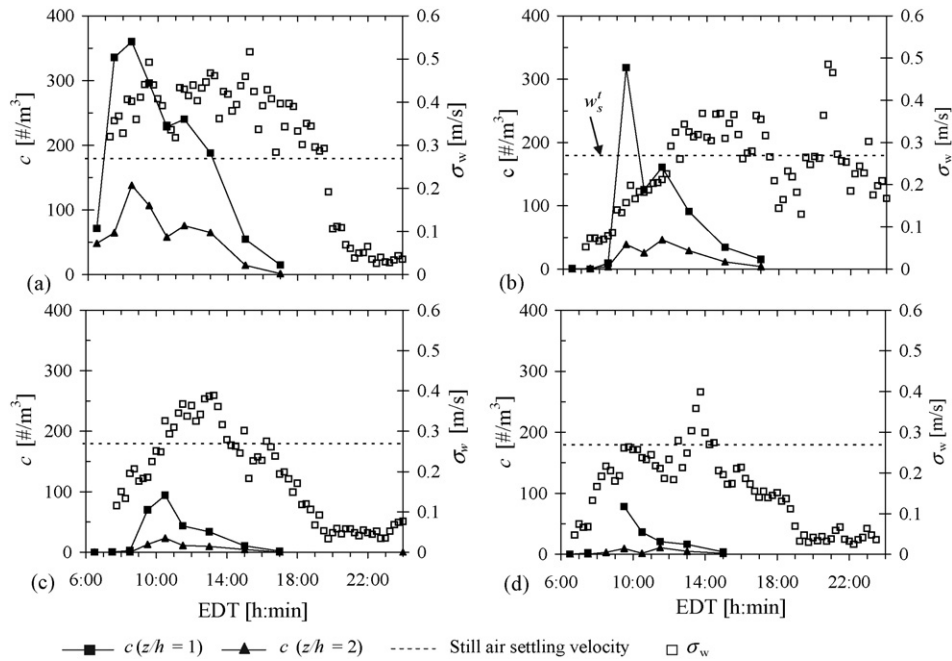 400
300
200
100
0
c [#/m³]
0.6
0.5
0.4
0.3
0.2
0.1
0
σw [m/s]
(a)
400
300
200
100
0
c [#/m³]
wₛᵗ
0.6
0.5
0.4
0.3
0.2
0.1
0
σw [m/s]
(b)
400
300
200
100
0
c [#/m³]
0.6
0.5
0.4
0.3
0.2
0.1
0
σw [m/s]
(c)
6:00 10:00 14:00 18:00 22:00
EDT [h:min]
400
300
200
100
0
c [#/m³]
0.6
0.5
0.4
0.3
0.2
0.1
0
σw [m/s]
(d)
6:00 10:00 14:00 18:00 22:00
EDT [h:min]
c (z/h = 1) c (z/h = 2) Still air settling velocity σw